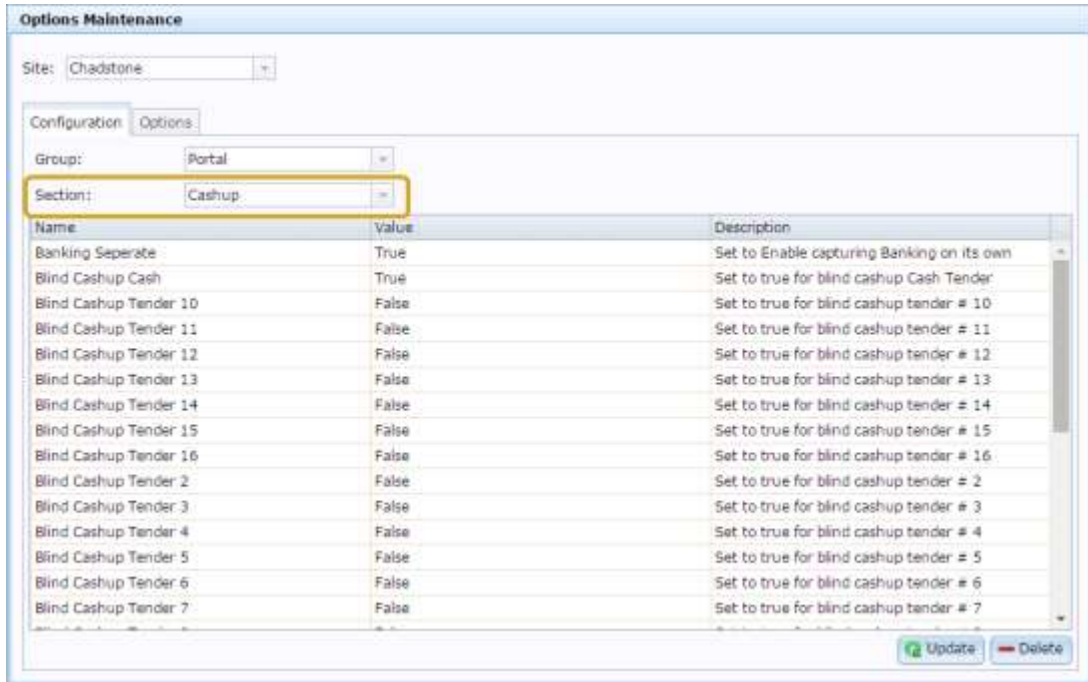 Options Maintenance
Site: Chadstone
Configuration Options
Group: Portal
Section: Cashup
Name Value Description
Banking Seperate True Set to Enable capturing Banking on its own
Blind Cashup Cash True Set to true for blind cashup Cash Tender
Blind Cashup Tender 10 False Set to true for blind cashup tender # 10
Blind Cashup Tender 11 False Set to true for blind cashup tender # 11
Blind Cashup Tender 12 False Set to true for blind cashup tender # 12
Blind Cashup Tender 13 False Set to true for blind cashup tender # 13
Blind Cashup Tender 14 False Set to true for blind cashup tender # 14
Blind Cashup Tender 15 False Set to true for blind cashup tender # 15
Blind Cashup Tender 16 False Set to true for blind cashup tender # 16
Blind Cashup Tender 2 False Set to true for blind cashup tender # 2
Blind Cashup Tender 3 False Set to true for blind cashup tender # 3
Blind Cashup Tender 4 False Set to true for blind cashup tender # 4
Blind Cashup Tender 5 False Set to true for blind cashup tender # 5
Blind Cashup Tender 6 False Set to true for blind cashup tender # 6
Blind Cashup Tender 7 False Set to true for blind cashup tender # 7
Update Delete